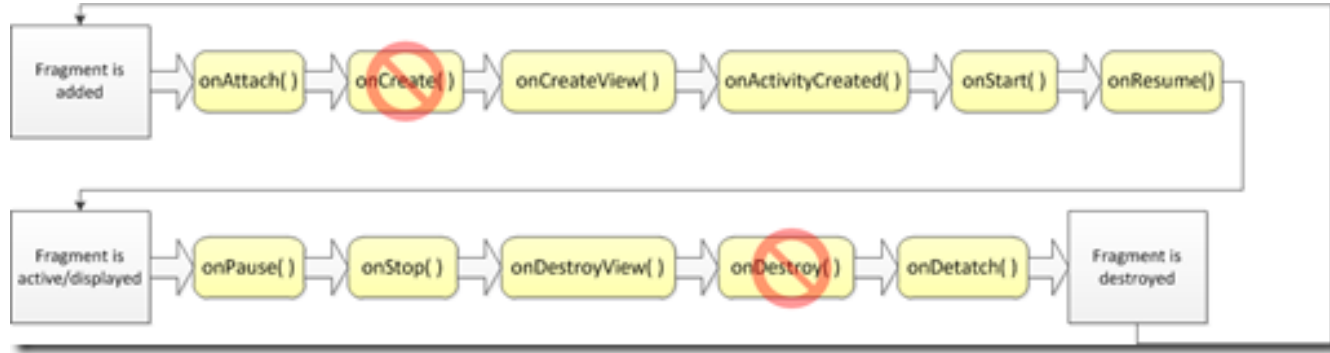 Fragment is
added
onAttach( )
onCreate( )
onCreateView( )
onActivityCreated( )
onStart( )
onResume()
Fragment is
active/displayed
onPause( )
onStop( )
onDestroyView( )
onDestroy( )
onDetatch( )
Fragment is
destroyed